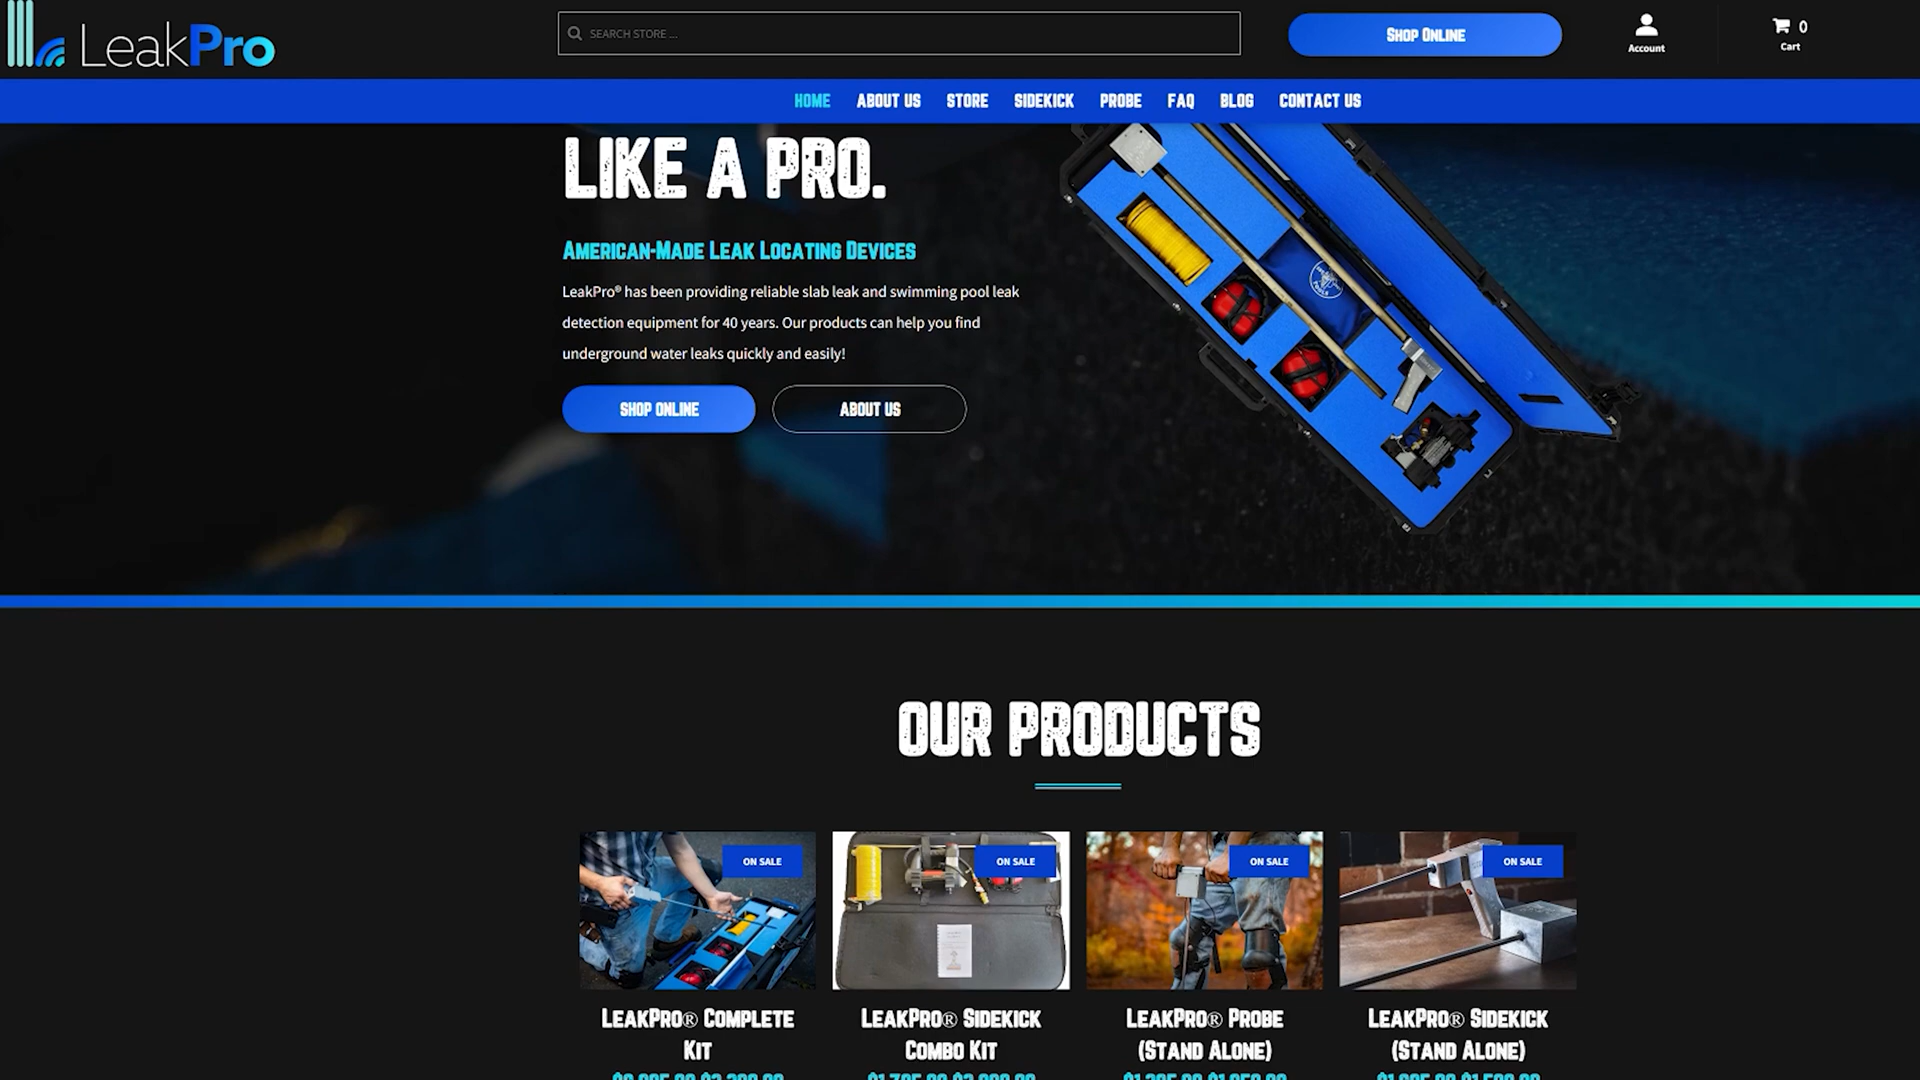 LeakPro
SEARCH STORE ...
SHOP ONLINE
Account
0
Cart
HOME ABOUT US STORE SIDEKICK PROBE FAQ BLOG CONTACT US
LIKE A PRO.
AMERICAN-MADE LEAK LOCATING DEVICES
LeakPro® has been providing reliable slab leak and swimming pool leak
detection equipment for 40 years. Our products can help you find
underground water leaks quickly and easily!
SHOP ONLINE ABOUT US
OUR PRODUCTS
ON SALE
ON SALE
ON SALE
ON SALE
LEAKPRO® COMPLETE
KIT
LEAKPRO® SIDEKICK
COMBO KIT
LEAKPRO® PROBE
(STAND ALONE)
LEAKPRO® SIDEKICK
(STAND ALONE)